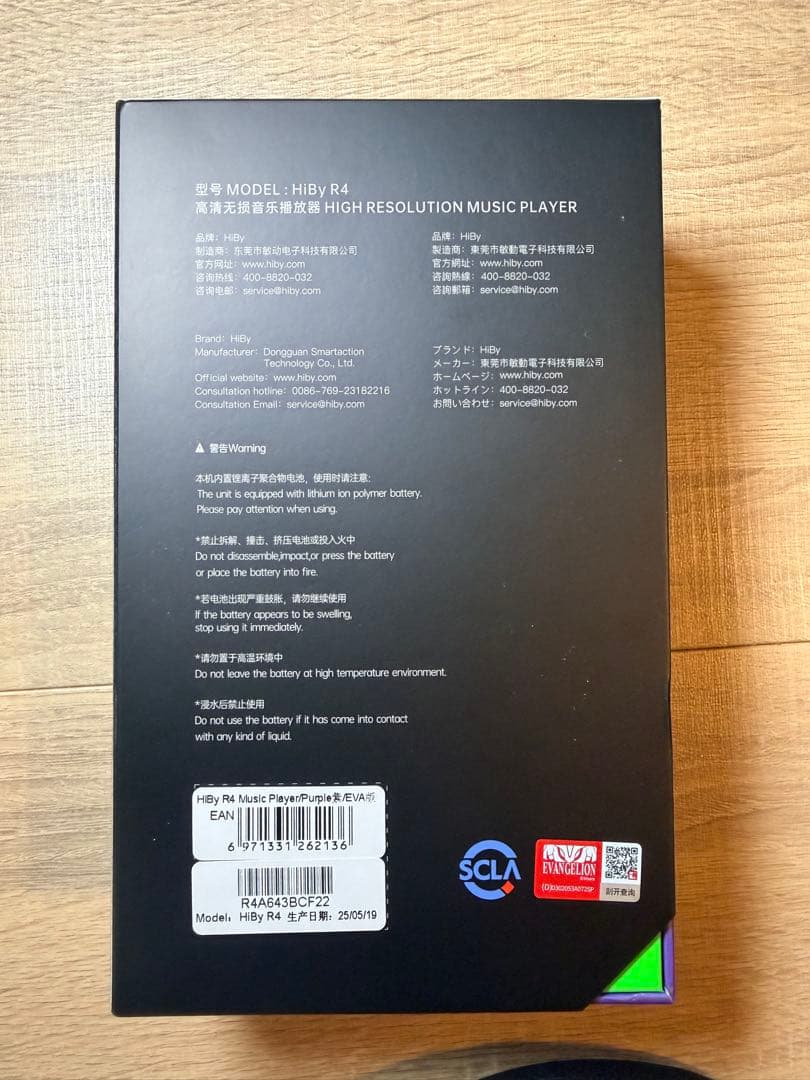 型号 MODEL : HiBy R4
高清无损音乐播放器 HIGH RESOLUTION MUSIC PLAYER
品牌：HiBy
制造商：东莞市敏动电子科技有限公司
官方网址：www.hiby.com
咨询热线：400-8820-032
咨询电邮：service@hiby.com
品牌：HiBy
製造商：東莞市敏動電子科技有限公司
官方網址：www.hiby.com
咨詢熱線：400-8820-032
咨詢郵箱：service@hiby.com
Brand：HiBy
Manufacturer：Dongguan Smartaction
Technology Co., Ltd.
Official website：www.hiby.com
Consultation hotline：0086-769-23182216
Consultation Email：service@hiby.com
ブランド：HiBy
メーカー：東莞市敏動電子科技有限公司
ホームページ：www.hiby.com
ホットライン：400-8820-032
お問い合わせ：service@hiby.com
警告Warning
本机内置锂离子聚合物电池，使用时请注意：
The unit is equipped with lithium ion polymer battery.
Please pay attention when using.
*禁止拆解、撞击、挤压电池或投入火中
Do not disassemble,impact,or press the battery
or place the battery into fire.
*若电池出现严重鼓胀，请勿继续使用
If the battery appears to be swelling,
stop using it immediately.
*请勿置于高温环境中
Do not leave the battery at high temperature environment.
*浸水后禁止使用
Do not use the battery if it has come into contact
with any kind of liquid.
HiBy R4 Music Player/Purple紫/EVA版
EAN
6 971331 262136
R4A643BCF22
Model：HiBy R4 生产日期：25/05/19
SCLA
EVANGELION
(D)D302053A0725P
刮开查询